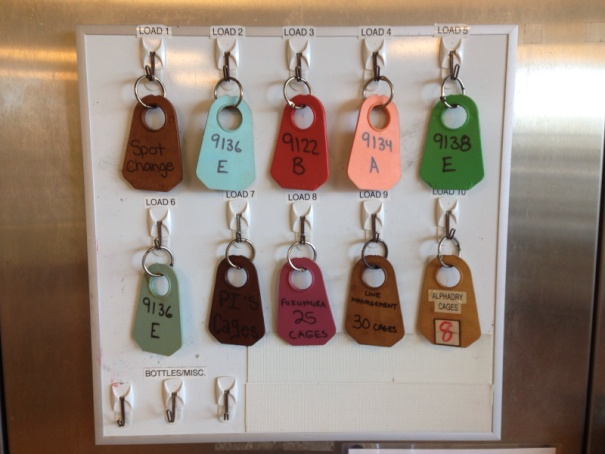 LOAD 1
LOAD 2
LOAD 3
LOAD 4
LOAD 5
Spot
Change
9136
E
9122
B
9134
A
9138
E
LOAD 6
LOAD 7
LOAD 8
LOAD 9
LOAD 10
9136
E
PI'S
Cages
FUKUMURA
25
CAGES
LINE
MANAGEMENT
30 CAGES
ALPHADRY
CAGES
8
BOTTLES/MISC.